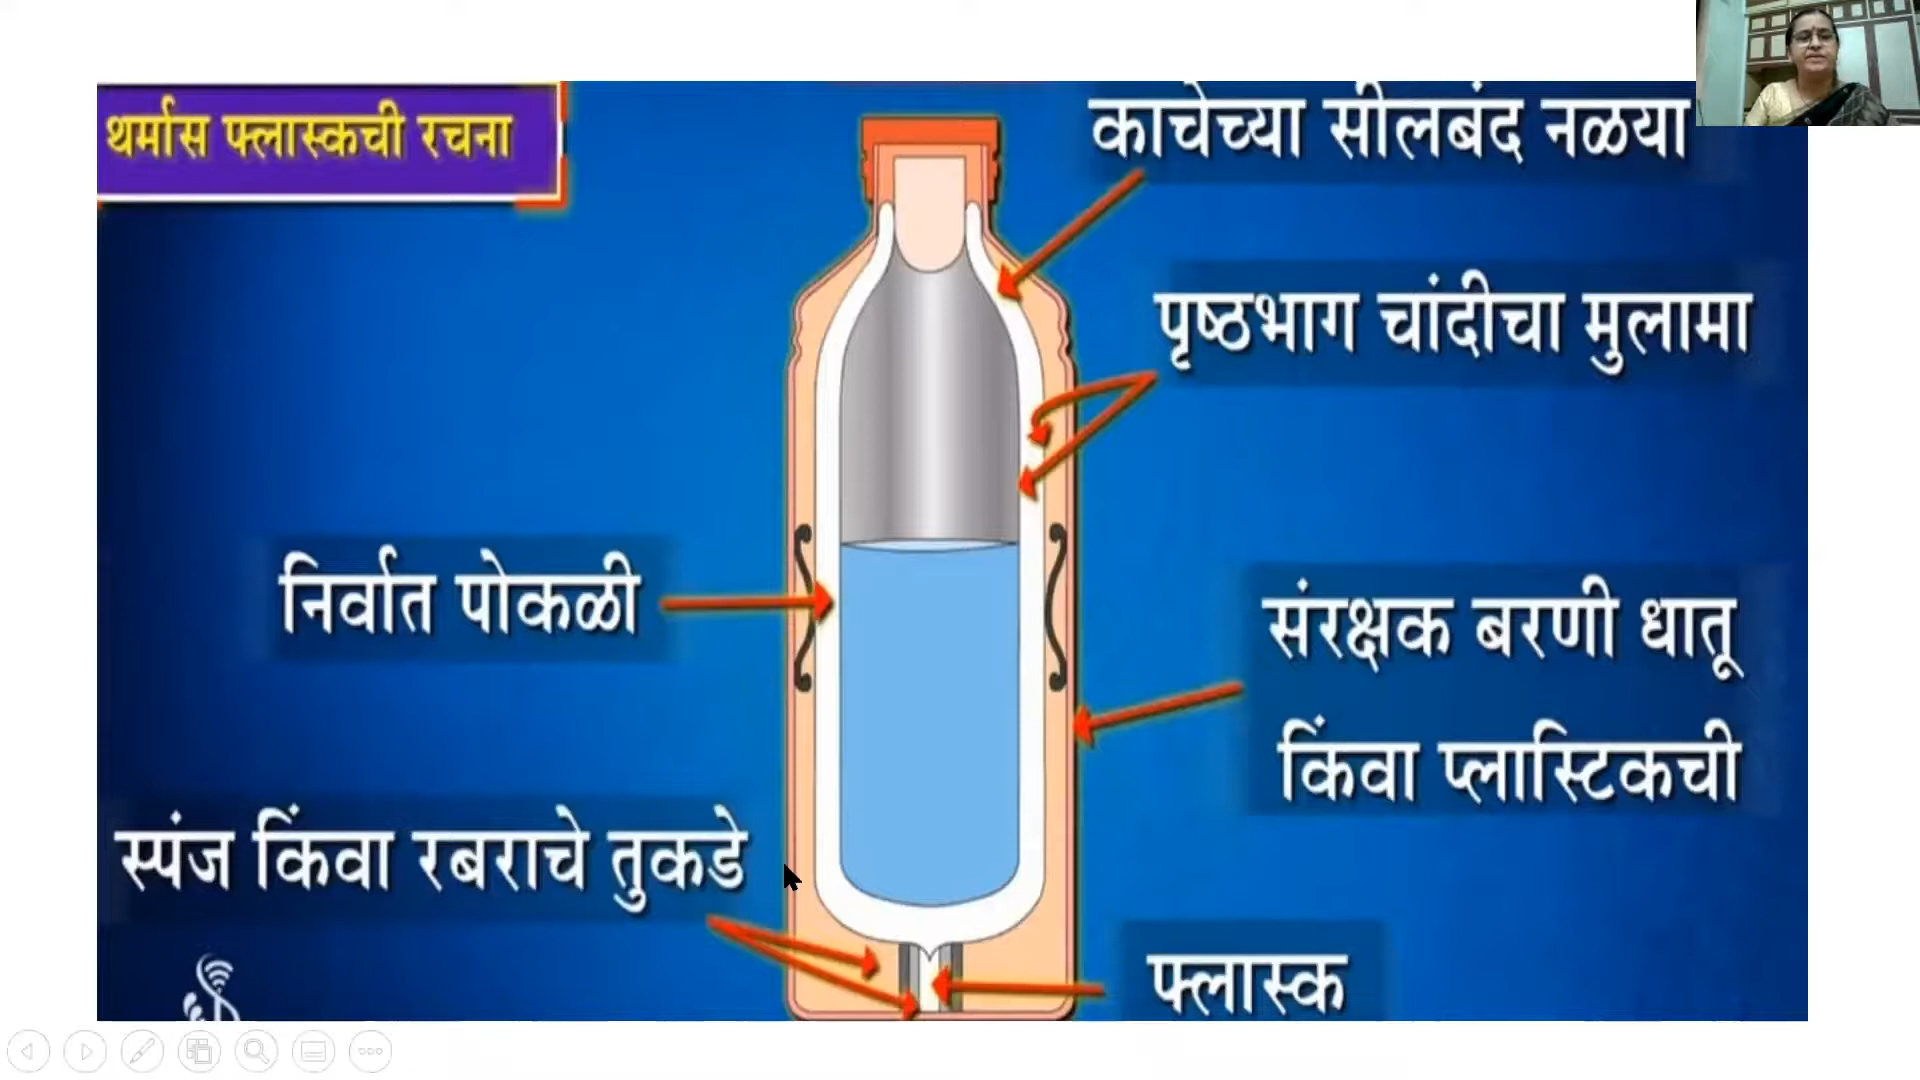 थर्मास फ्लास्कची रचना
काचेच्या सीलबंद नळया
पृष्ठभाग चांदीचा मुलामा
निर्वात पोकळी
संरक्षक बरणी धातू
किंवा प्लास्टिकची
स्पंज किंवा रबराचे तुकडे
फ्लास्क